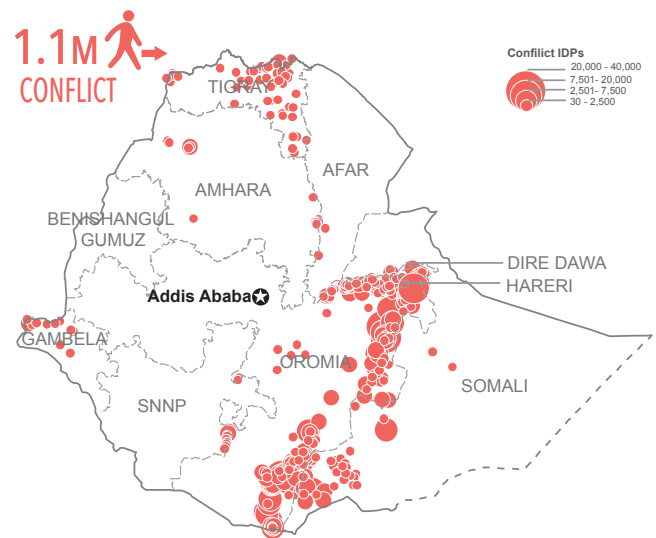 1.1M
CONFLICT
Confilict IDPs
20,000 - 40,000
7,501- 20,000
2,501- 7,500
30 - 2,500
TIGRAY
AFAR
AMHARA
BENISHANGUL
GUMUZ
DIRE DAWA
HARERI
Addis Ababa
GAMBELA
OROMIA
SOMALI
SNNP